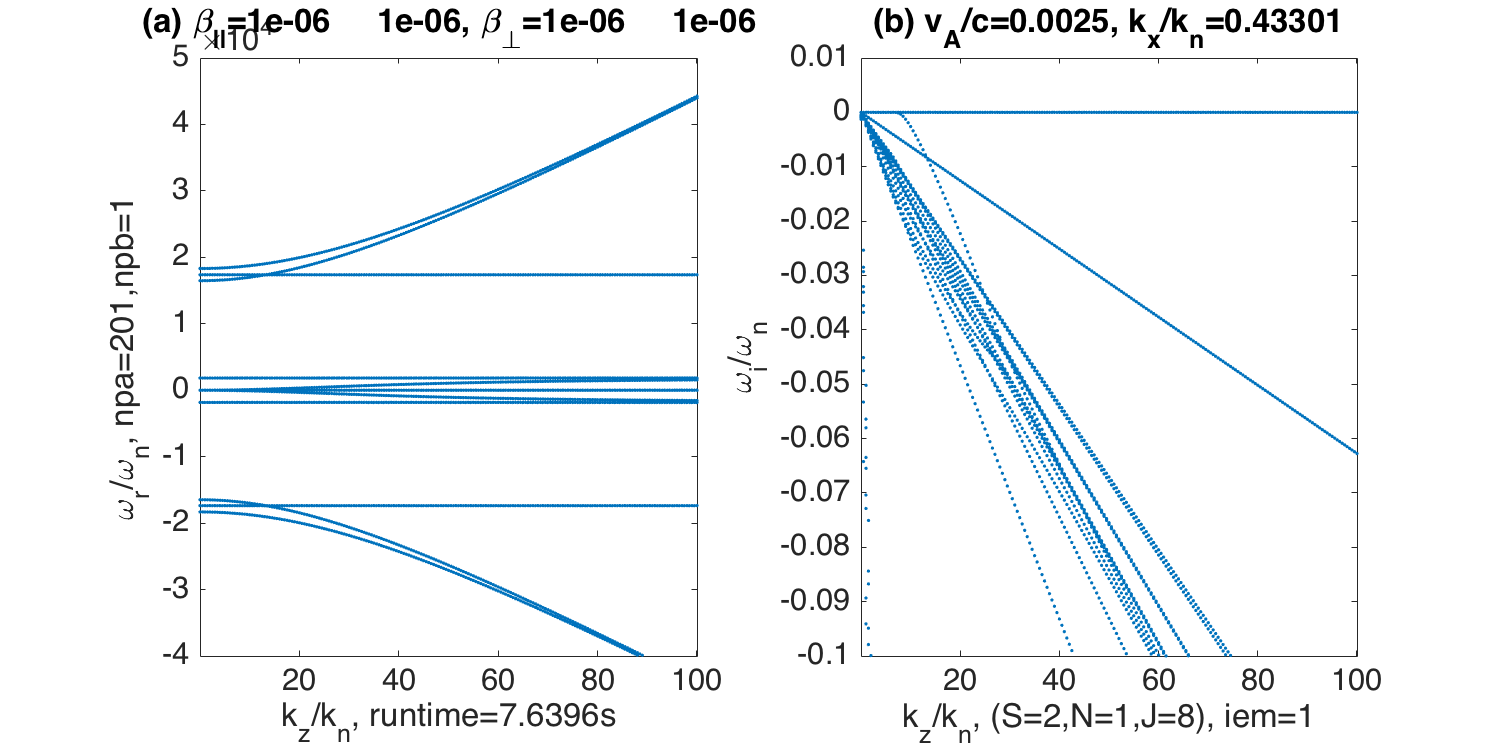 (a) β∥=1e-06 1e-06, β⊥=1e-06 1e-06
(b) vA/c=0.0025, kx/kn=0.43301
5
4
3
2
1
0
-1
-2
-3
-4
20 40 60 80 100
ωr/ωn, npa=201,npb=1
kz/kn, runtime=7.6396s
0.01
0
-0.01
-0.02
-0.03
-0.04
-0.05
-0.06
-0.07
-0.08
-0.09
-0.1
20 40 60 80 100
ωi/ωn
kz/kn, (S=2,N=1,J=8), iem=1